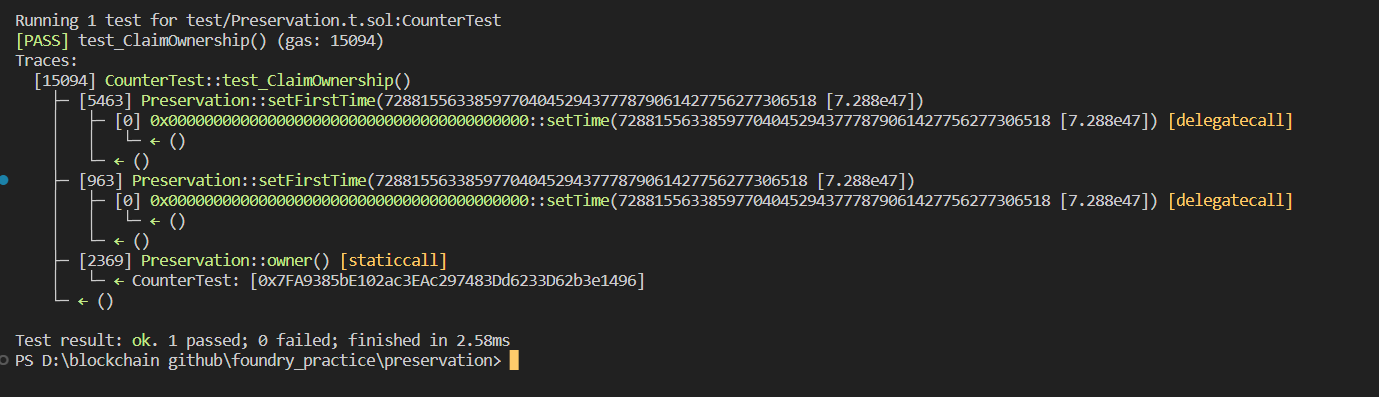 Running 1 test for test/Preservation.t.sol:CounterTest
[PASS] test_ClaimOwnership() (gas: 15094)
Traces:
  [15094] CounterTest::test_ClaimOwnership()
    ├─ [5463] Preservation::setFirstTime(728815563385977040452943777879061427756277306518 [7.288e47])
    │   ├─ [0] 0x0000000000000000000000000000000000000000::setTime(728815563385977040452943777879061427756277306518 [7.288e47]) [delegatecall]
    │   │   └─ ← ()
    │   └─ ← ()
    ├─ [963] Preservation::setFirstTime(728815563385977040452943777879061427756277306518 [7.288e47])
    │   ├─ [0] 0x0000000000000000000000000000000000000000::setTime(728815563385977040452943777879061427756277306518 [7.288e47]) [delegatecall]
    │   │   └─ ← ()
    │   └─ ← ()
    ├─ [2369] Preservation::owner() [staticcall]
    │   └─ ← CounterTest: [0x7FA9385bE102ac3EAc297483Dd6233D62b3e1496]
    └─ ← ()
Test result: ok. 1 passed; 0 failed; finished in 2.58ms
PS D:\blockchain github\foundry_practice\preservation>